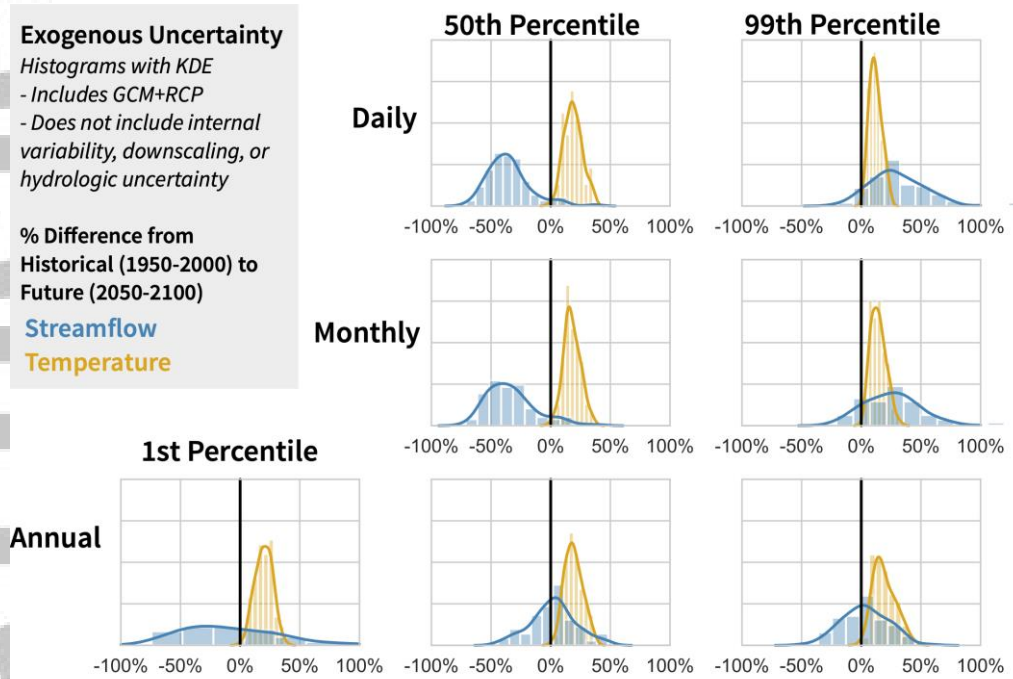 Exogenous Uncertainty
Histograms with KDE
- Includes GCM+RCP
- Does not include internal
variability, downscaling, or
hydrologic uncertainty
% Difference from
Historical (1950-2000) to
Future (2050-2100)
Streamflow
Temperature
50th Percentile
99th Percentile
Daily
-100% -50% 0% 50% 100%
-100% -50% 0% 50% 100%
Monthly
-100% -50% 0% 50% 100%
-100% -50% 0% 50% 100%
1st Percentile
Annual
-100% -50% 0% 50% 100%
-100% -50% 0% 50% 100%
-100% -50% 0% 50% 100%